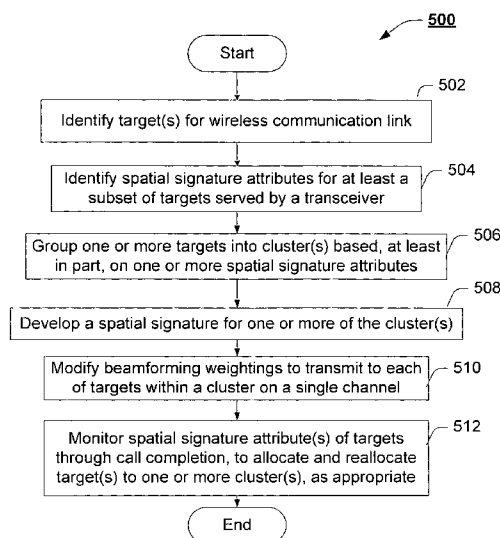 500
Start
502
Identify target(s) for wireless communication link
504
Identify spatial signature attributes for at least a
subset of targets served by a transceiver
506
Group one or more targets into cluster(s) based, at least
in part, on one or more spatial signature attributes
508
Develop a spatial signature for one or more of the cluster(s)
Modify beamforming weightings to transmit to each
of targets within a cluster on a single channel
510
Monitor spatial signature attribute(s) of targets
through call completion, to allocate and reallocate
target(s) to one or more cluster(s), as appropriate
512
End